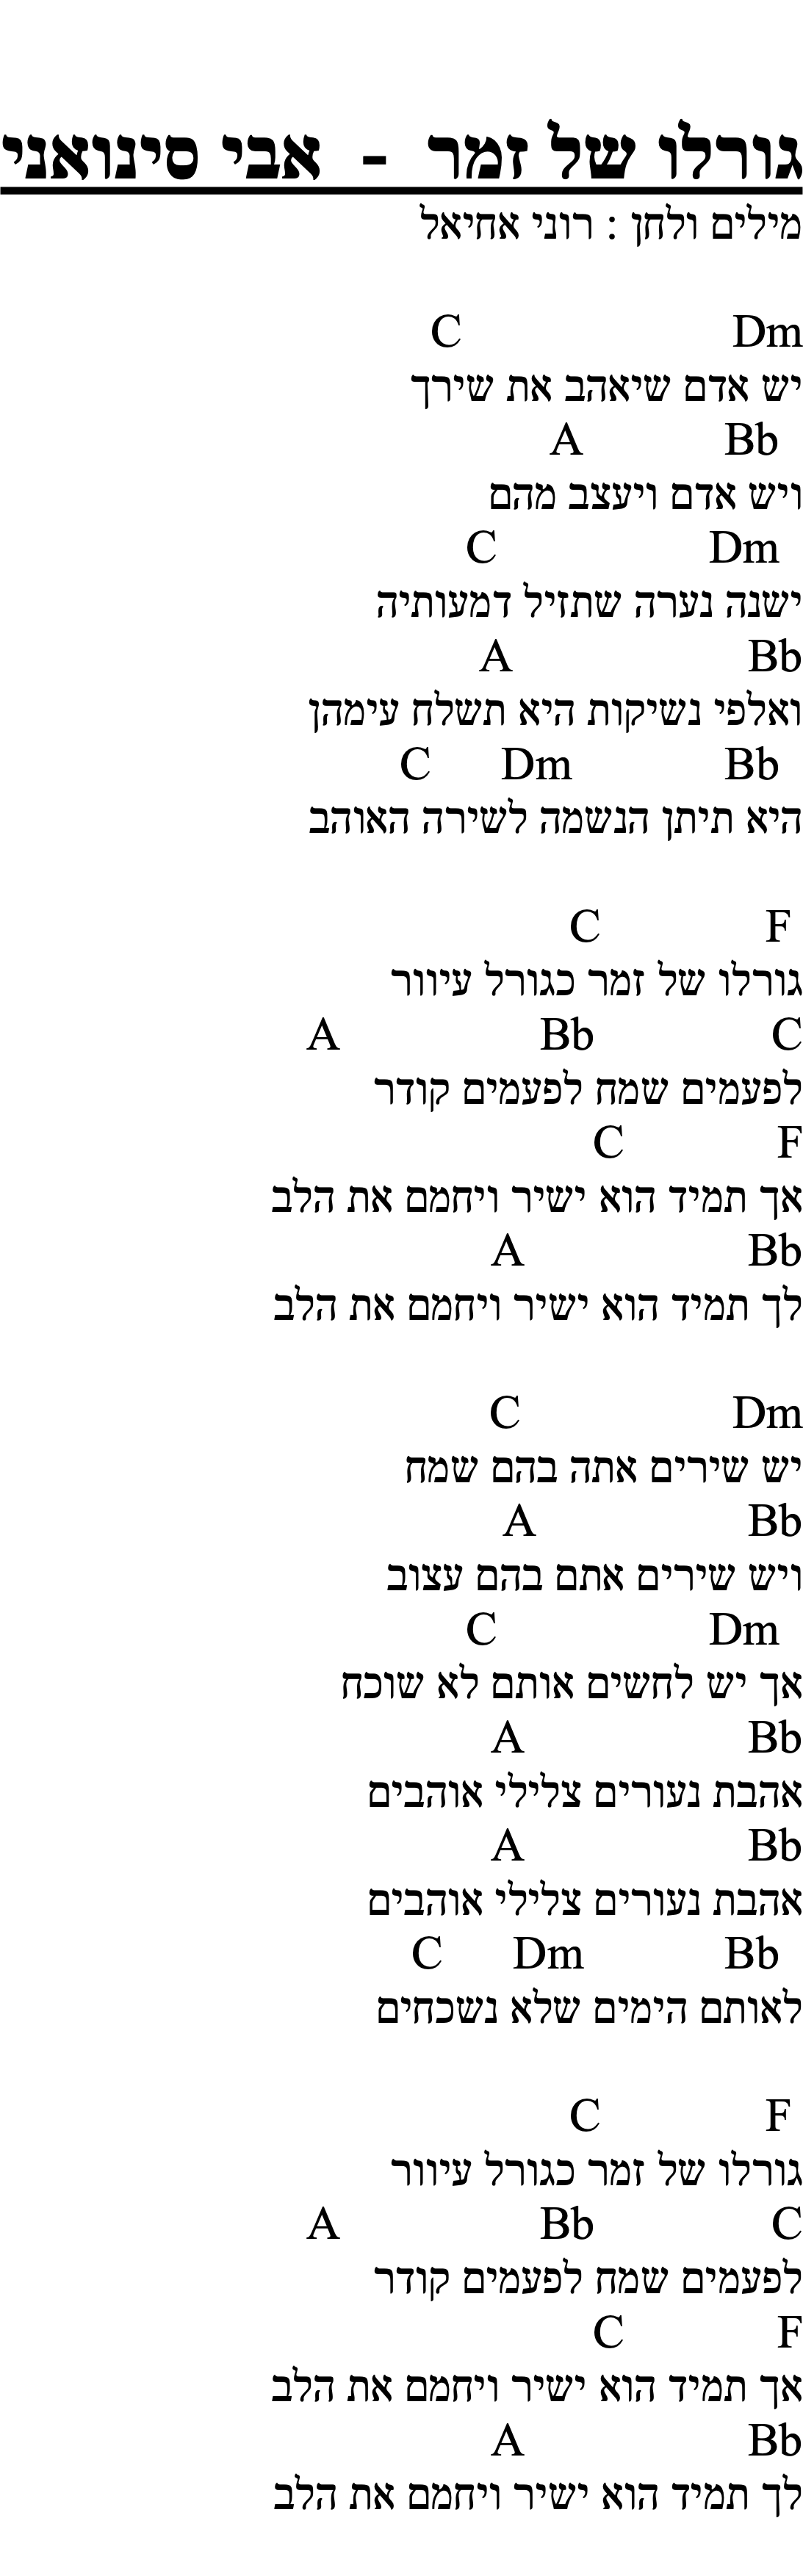 גורלו של זמר - אבי סינואני
מילים ולחן : רוני אחיאל
Dm C
יש אדם שיאהב את שירך
Bb A
ויש אדם ויעצב מהם
Dm C
ישנה נערה שתזיל דמעותיה
Bb A
ואלפי נשיקות היא תשלח עימהן
Bb Dm C
היא תיתן הנשמה לשירה האוהב
F C
גורלו של זמר כגורל עיוור
C Bb A
לפעמים שמח לפעמים קודר
F C
אך תמיד הוא ישיר ויחמם את הלב
Bb A
לך תמיד הוא ישיר ויחמם את הלב
Dm C
יש שירים אתה בהם שמח
Bb A
ויש שירים אתם בהם עצוב
Dm C
אך יש לחשים אותם לא שוכח
Bb A
אהבת נעורים צלילי אוהבים
Bb A
אהבת נעורים צלילי אוהבים
Bb Dm C
לאותם הימים שלא נשכחים
F C
גורלו של זמר כגורל עיוור
C Bb A
לפעמים שמח לפעמים קודר
F C
אך תמיד הוא ישיר ויחמם את הלב
Bb A
לך תמיד הוא ישיר ויחמם את הלב